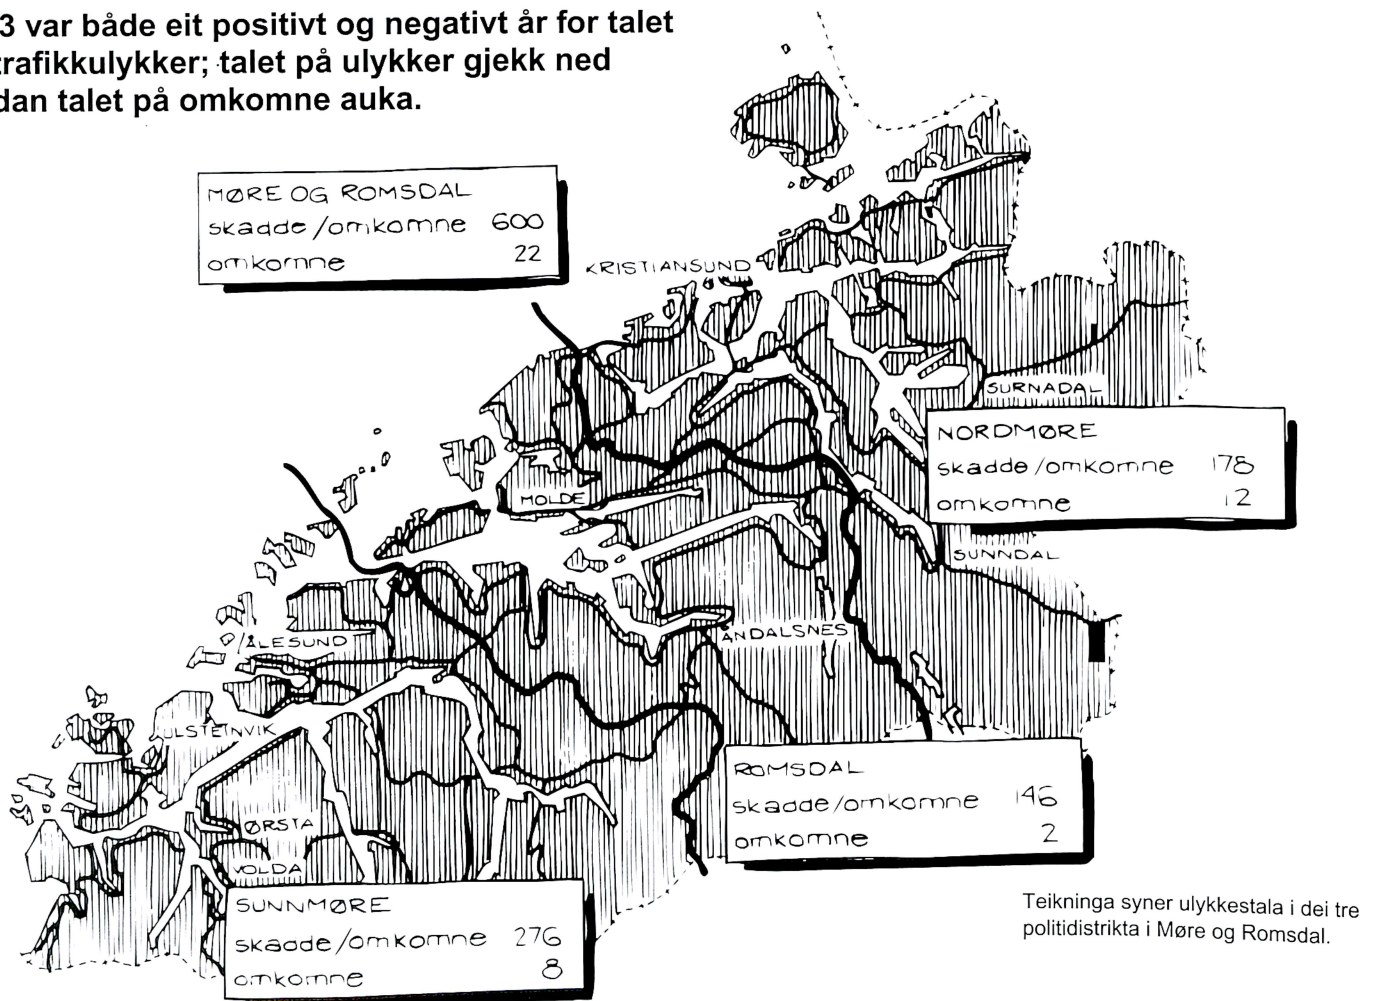 3 var både eit positivt og negativt år for talet
trafikkulykker; talet på ulykker gjekk ned
dan talet på omkomne auka.
MØRE OG ROMSDAL
skadde/omkomne 600
omkomne 22
KRISTIANSUND
SURNADAL
NORDMØRE
skadde/omkomne 178
omkomne 12
MOLDE
SUNNDAL
ÅLESUND
ÅNDALSNES
ULSTEINVIK
ROMSDAL
skadde/omkomne 146
omkomne 2
ØRSTA
VOLDA
SUNNMØRE
skadde/omkomne 276
omkomne 8
Teikninga syner ulykkestala i dei tre
politidistrikta i Møre og Romsdal.